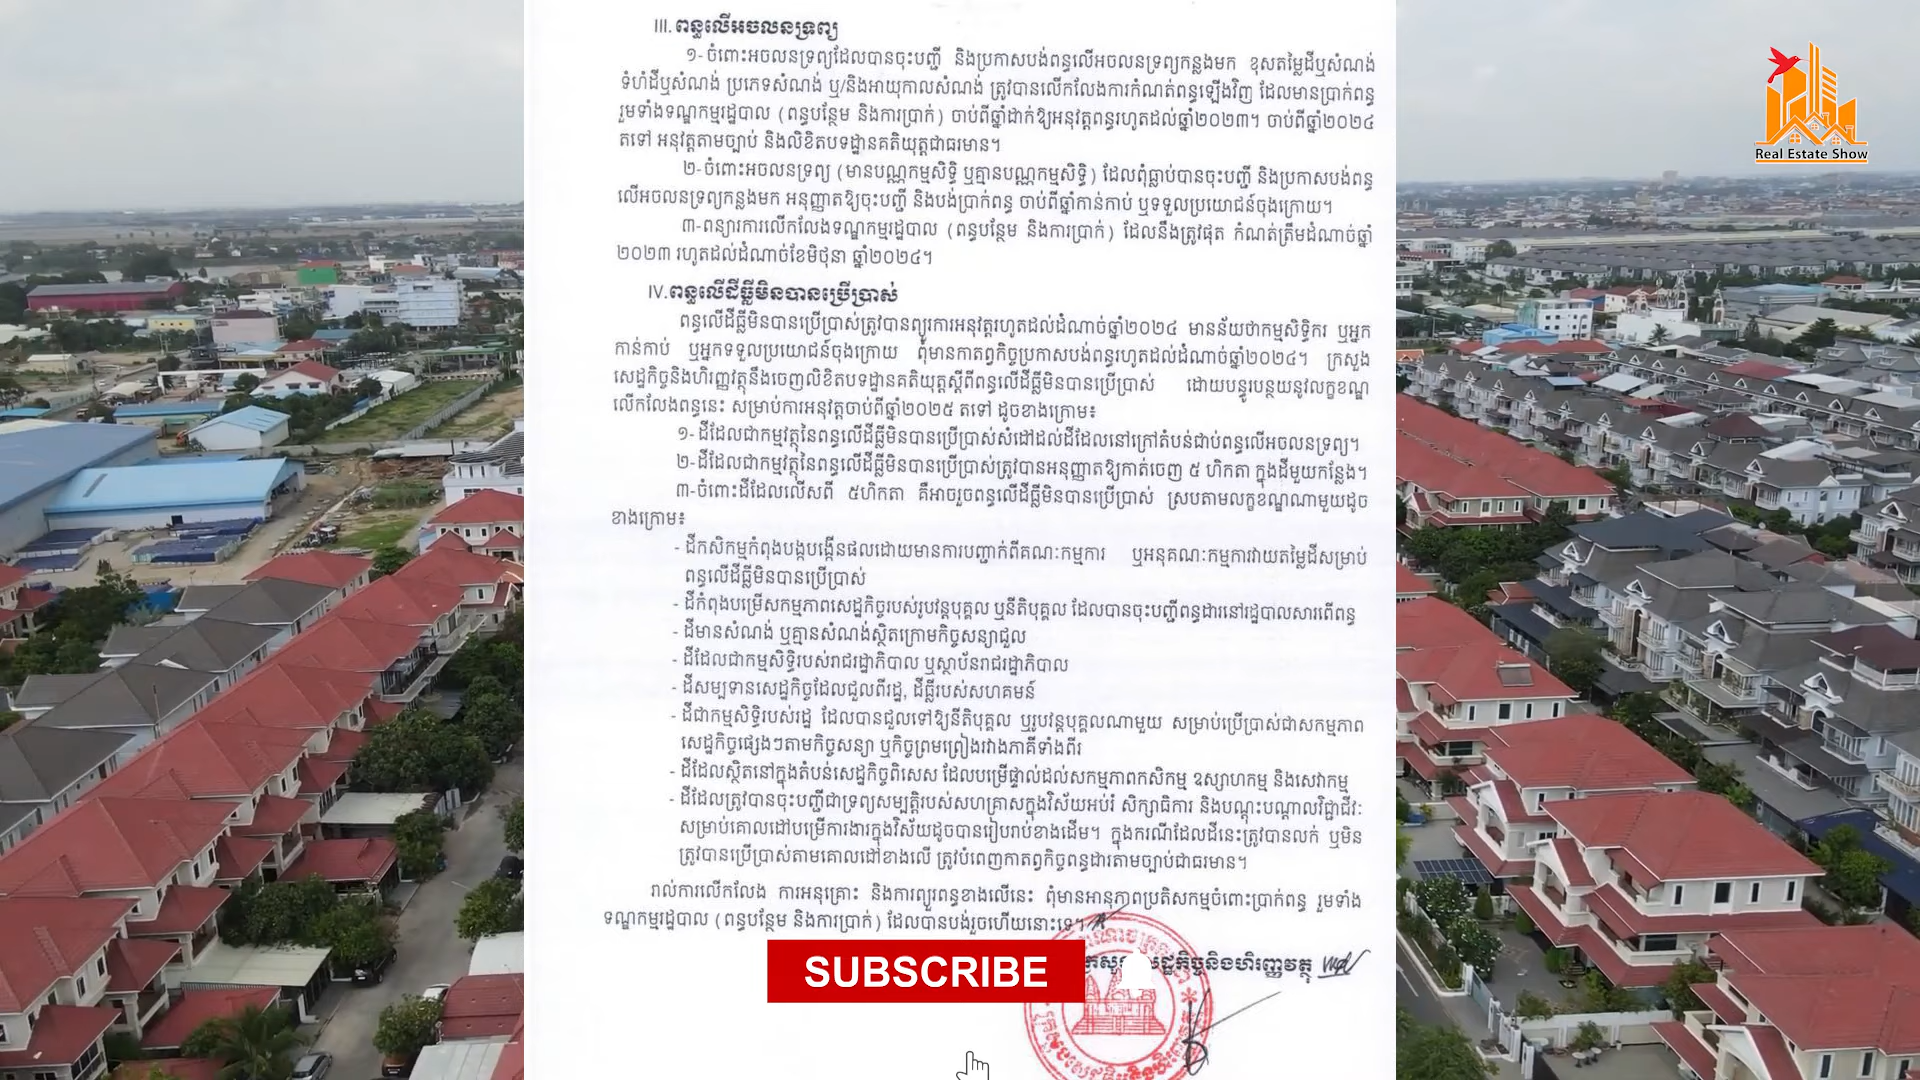 III. ពន្ធលើអចលនទ្រព្យ
១- ចំពោះអចលនទ្រព្យដែលបានចុះបញ្ជី និងប្រកាសបង់ពន្ធលើអចលនទ្រព្យកន្លងមក ខុសតម្លៃដីឬសំណង់
ទំហំដីឬសំណង់ ប្រភេទសំណង់ ឬ/និងអាយុកាលសំណង់ ត្រូវបានលើកលែងការកំណត់ពន្ធឡើងវិញ ដែលមានប្រាក់ពន្ធ
រួមទាំងទណ្ឌកម្មរដ្ឋបាល (ពន្ធបន្ថែម និងការប្រាក់) ចាប់ពីឆ្នាំដាក់ឱ្យអនុវត្តពន្ធរហូតដល់ឆ្នាំ២០២៣។ ចាប់ពីឆ្នាំ២០២៤
តទៅ អនុវត្តតាមច្បាប់ និងលិខិតបទដ្ឋានគតិយុត្តជាធរមាន។
២-ចំពោះអចលនទ្រព្យ (មានបណ្ណកម្មសិទ្ធិ ឬគ្មានបណ្ណកម្មសិទ្ធិ) ដែលពុំធ្លាប់បានចុះបញ្ជី និងប្រកាសបង់ពន្ធ
លើអចលនទ្រព្យកន្លងមក អនុញ្ញាតឱ្យចុះបញ្ជី និងបង់ប្រាក់ពន្ធ ចាប់ពីឆ្នាំកាន់កាប់ ឬទទួលប្រយោជន៍ចុងក្រោយ។
៣-ពន្យារការលើកលែងទណ្ឌកម្មរដ្ឋបាល (ពន្ធបន្ថែម និងការប្រាក់) ដែលនឹងត្រូវផុត កំណត់ត្រឹមដំណាច់ឆ្នាំ
២០២៣ រហូតដល់ដំណាច់ខែមិថុនា ឆ្នាំ២០២៤។
IV.ពន្ធលើដីធ្លីមិនបានប្រើប្រាស់
ពន្ធលើដីធ្លីមិនបានប្រើប្រាស់ត្រូវបានព្យួរការអនុវត្តរហូតដល់ដំណាច់ឆ្នាំ២០២៤ មានន័យថាកម្មសិទ្ធិករ ឬអ្នក
កាន់កាប់ ឬអ្នកទទួលប្រយោជន៍ចុងក្រោយ ពុំមានកាតព្វកិច្ចប្រកាសបង់ពន្ធរហូតដល់ដំណាច់ឆ្នាំ២០២៤។ ក្រសួង
សេដ្ឋកិច្ចនិងហិរញ្ញវត្ថុនឹងចេញលិខិតបទដ្ឋានគតិយុត្តស្ដីពីពន្ធលើដីធ្លីមិនបានប្រើប្រាស់ ដោយបន្ធូរបន្ថយនូវលក្ខខណ្ឌ
លើកលែងពន្ធនេះ សម្រាប់ការអនុវត្តចាប់ពីឆ្នាំ២០២៥ តទៅ ដូចខាងក្រោម៖
១- ដីដែលជាកម្មវត្ថុនៃពន្ធលើដីធ្លីមិនបានប្រើប្រាស់សំដៅដល់ដីដែលនៅក្រៅតំបន់ជាប់ពន្ធលើអចលនទ្រព្យ។
២-ដីដែលជាកម្មវត្ថុនៃពន្ធលើដីធ្លីមិនបានប្រើប្រាស់ត្រូវបានអនុញ្ញាតឱ្យកាត់ចេញ ៥ ហិកតា ក្នុងដីមួយកន្លែង។
៣-ចំពោះដីដែលលើសពី ៥ហិកតា គឺអាចរួចពន្ធលើដីធ្លីមិនបានប្រើប្រាស់ ស្របតាមលក្ខខណ្ឌណាមួយដូច
ខាងក្រោម៖
- ដីកសិកម្មកំពុងបង្កបង្កើនផលដោយមានការបញ្ជាក់ពីគណៈកម្មការ ឬអនុគណៈកម្មការវាយតម្លៃដីសម្រាប់
ពន្ធលើដីធ្លីមិនបានប្រើប្រាស់
- ដីកំពុងបម្រើសកម្មភាពសេដ្ឋកិច្ចរបស់រូបវន្តបុគ្គល ឬនីតិបុគ្គល ដែលបានចុះបញ្ជីពន្ធដារនៅរដ្ឋបាលសារពើពន្ធ
- ដីមានសំណង់ ឬគ្មានសំណង់ស្ថិតក្រោមកិច្ចសន្យាជួល
- ដីដែលជាកម្មសិទ្ធិរបស់រាជរដ្ឋាភិបាល ឬស្ថាប័នរាជរដ្ឋាភិបាល
- ដីសម្បទានសេដ្ឋកិច្ចដែលជួលពីរដ្ឋ, ដីធ្លីរបស់សហគមន៍
- ដីជាកម្មសិទ្ធិរបស់រដ្ឋ ដែលបានជួលទៅឱ្យនីតិបុគ្គល ឬរូបវន្តបុគ្គលណាមួយ សម្រាប់ប្រើប្រាស់ជាសកម្មភាព
សេដ្ឋកិច្ចផ្សេងៗតាមកិច្ចសន្យា ឬកិច្ចព្រមព្រៀងរវាងភាគីទាំងពីរ
- ដីដែលស្ថិតនៅក្នុងតំបន់សេដ្ឋកិច្ចពិសេស ដែលបម្រើផ្ទាល់ដល់សកម្មភាពកសិកម្ម ឧស្សាហកម្ម និងសេវាកម្ម
- ដីដែលត្រូវបានចុះបញ្ជីជាទ្រព្យសម្បត្តិរបស់សហគ្រាសក្នុងវិស័យអប់រំ សិក្សាធិការ និងបណ្ដុះបណ្ដាលវិជ្ជាជីវៈ
សម្រាប់គោលដៅបម្រើការងារក្នុងវិស័យដូចបានរៀបរាប់ខាងដើម។ ក្នុងករណីដែលដីនេះត្រូវបានលក់ ឬមិន
ត្រូវបានប្រើប្រាស់តាមគោលដៅខាងលើ ត្រូវបំពេញកាតព្វកិច្ចពន្ធដារតាមច្បាប់ជាធរមាន។
រាល់ការលើកលែង ការអនុគ្រោះ និងការព្យួរពន្ធខាងលើនេះ ពុំមានអានុភាពប្រតិសកម្មចំពោះប្រាក់ពន្ធ រួមទាំង
ទណ្ឌកម្មរដ្ឋបាល (ពន្ធបន្ថែម និងការប្រាក់) ដែលបានបង់រួចហើយនោះទេ។
និងហិរញ្ញវត្ថុ
SUBSCRIBE
Real Estate Show